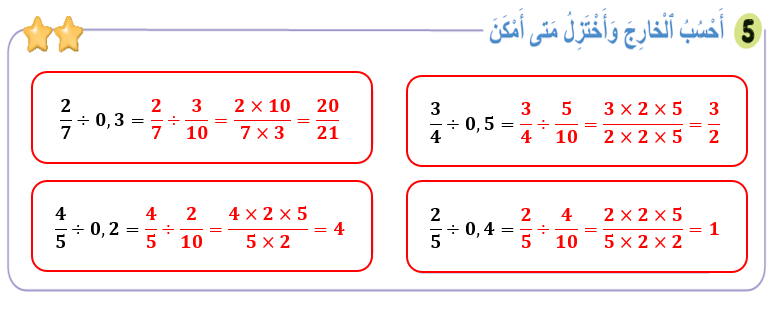 5 أَحْسُبُ ٱلْخارِجَ وَأَخْتَزِلُ مَتى أَمْكَنَ
3/4 ÷ 0,5 = 3/4 ÷ 5/10 = (3 × 2 × 5)/(2 × 2 × 5) = 3/2
2/7 ÷ 0,3 = 2/7 ÷ 3/10 = (2 × 10)/(7 × 3) = 20/21
2/5 ÷ 0,4 = 2/5 ÷ 4/10 = (2 × 2 × 5)/(5 × 2 × 2) = 1
4/5 ÷ 0,2 = 4/5 ÷ 2/10 = (4 × 2 × 5)/(5 × 2) = 4